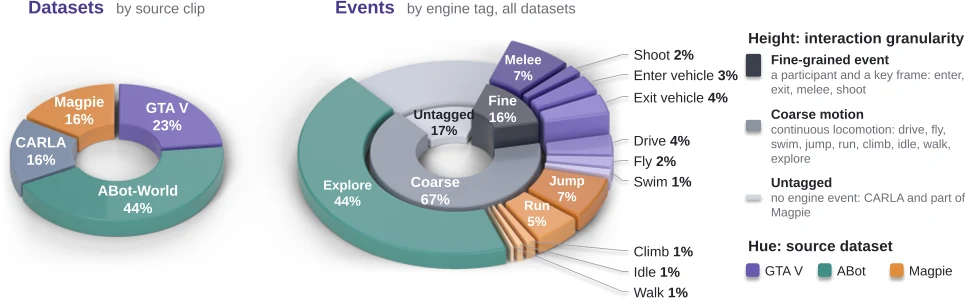 Datasets by source clip
Magpie
16%
GTA V
23%
CARLA
16%
ABot-World
44%
Events by engine tag, all datasets
Melee
7%
Fine
16%
Untagged
17%
Coarse
67%
Explore
44%
Jump
7%
Run
5%
Shoot 2%
Enter vehicle 3%
Exit vehicle 4%
Drive 4%
Fly 2%
Swim 1%
Climb 1%
Idle 1%
Walk 1%
Height: interaction granularity
Fine-grained event
a participant and a key frame: enter,
exit, melee, shoot
Coarse motion
continuous locomotion: drive, fly,
swim, jump, run, climb, idle, walk,
explore
Untagged
no engine event: CARLA and part of
Magpie
Hue: source dataset
GTA V ABot Magpie